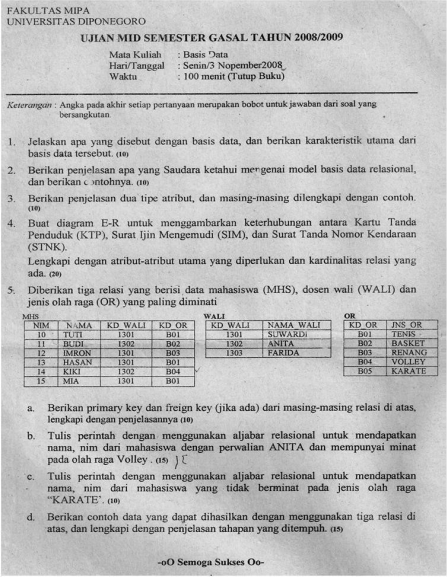 FAKULTAS MIPA
UNIVERSITAS DIPONEGORO
UJIAN MID SEMESTER GASAL TAHUN 2008/2009
Mata Kuliah : Basis Data
Hari/Tanggal : Senin/3 Nopember2008
Waktu : 100 menit (Tutup Buku)
Keterangan : Angka pada akhir setiap pertanyaan merupakan bobot untuk jawaban dari soal yang
bersangkutan
1. Jelaskan apa yang disebut dengan basis data, dan berikan karakteristik utama dari
basis data tersebut. (10)
2. Berikan penjelasan apa yang Saudara ketahui mengenai model basis data relasional,
dan berikan contohnya. (10)
3. Berikan penjelasan dua tipe atribut, dan masing-masing dilengkapi dengan contoh.
(10)
4. Buat diagram E-R untuk menggambarkan keterhubungan antara Kartu Tanda
Penduduk (KTP), Surat Ijin Mengemudi (SIM), dan Surat Tanda Nomor Kendaraan
(STNK).
Lengkapi dengan atribut-atribut utama yang diperlukan dan kardinalitas relasi yang
ada. (20)
5. Diberikan tiga relasi yang berisi data mahasiswa (MHS), dosen wali (WALI) dan
jenis olah raga (OR) yang paling diminati
MHS WALI OR
NIM NAMA KD_WALI KD_OR KD_WALI NAMA_WALI KD_OR JNS_OR
10 TUTI 1301 B01 1301 SUWARDI B01 TENIS
11 BUDI 1302 B02 1302 ANITA B02 BASKET
12 IMRON 1301 B03 1303 FARIDA B03 RENANG
13 HASAN 1301 B01 B04 VOLLEY
14 KIKI 1302 B04 B05 KARATE
15 MIA 1301 B01
a. Berikan primary key dan freign key (jika ada) dari masing-masing relasi di atas,
lengkapi dengan penjelasannya (10)
b. Tulis perintah dengan menggunakan aljabar relasional untuk mendapatkan
nama, nim dari mahasiswa dengan perwalian ANITA dan mempunyai minat
pada olah raga Volley . (15)
c. Tulis perintah dengan menggunakan aljabar relasional untuk mendapatkan
nama, nim dari mahasiswa yang tidak berminat pada jenis olah raga
"KARATE". (10)
d. Berikan contoh data yang dapat dihasilkan dengan menggunakan tiga relasi di
atas, dan lengkapi dengan penjelasan tahapan yang ditempuh. (15)
-oO Semoga Sukses Oo-